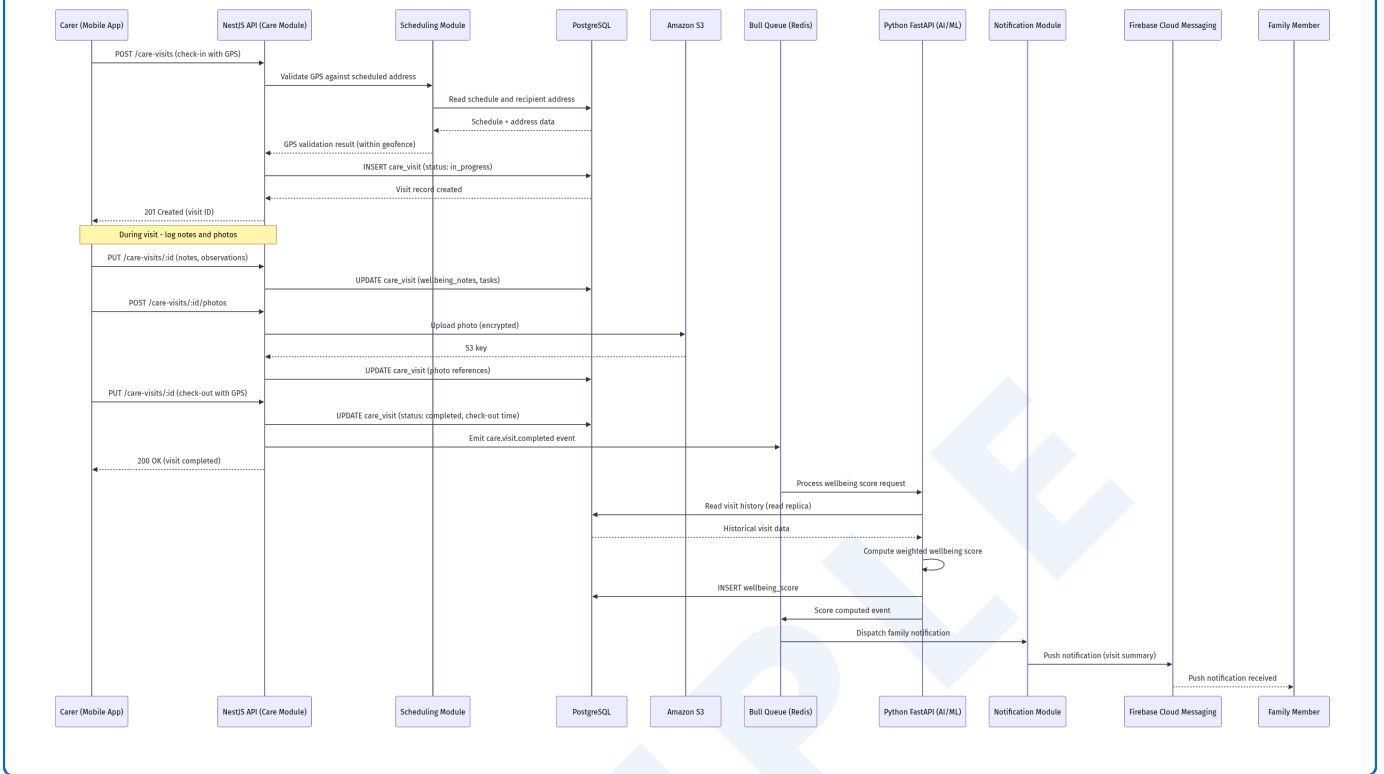 Carer (Mobile App)
NestJS API (Care Module)
Scheduling Module
PostgreSQL
Amazon S3
Bull Queue (Redis)
Python FastAPI (AI/ML)
Notification Module
Firebase Cloud Messaging
Family Member
POST /care-visits (check-in with GPS)
Validate GPS against scheduled address
Read schedule and recipient address
Schedule + address data
GPS validation result (within geofence)
INSERT care_visit (status: in_progress)
Visit record created
201 Created (visit ID)
During visit - log notes and photos
PUT /care-visits/:id (notes, observations)
UPDATE care_visit (wellbeing_notes, tasks)
POST /care-visits/:id/photos
Upload photo (encrypted)
S3 key
UPDATE care_visit (photo references)
PUT /care-visits/:id (check-out with GPS)
UPDATE care_visit (status: completed, check-out time)
Emit care.visit.completed event
200 OK (visit completed)
Process wellbeing score request
Read visit history (read replica)
Historical visit data
Compute weighted wellbeing score
INSERT wellbeing_score
Score computed event
Dispatch family notification
Push notification (visit summary)
Push notification received
Carer (Mobile App)
NestJS API (Care Module)
Scheduling Module
PostgreSQL
Amazon S3
Bull Queue (Redis)
Python FastAPI (AI/ML)
Notification Module
Firebase Cloud Messaging
Family Member
PLE